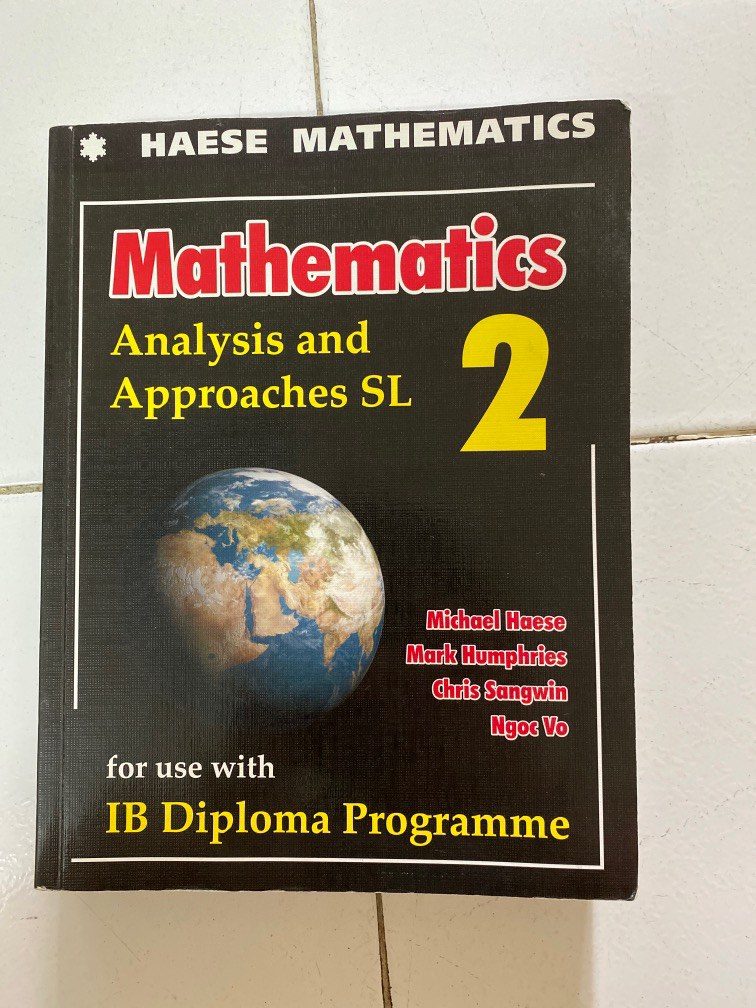 HAESE MATHEMATICS
Mathematics
Analysis and
Approaches SL
2
Michael Haese
Mark Humphries
Chris Sangwin
Ngoc Vo
for use with
IB Diploma Programme